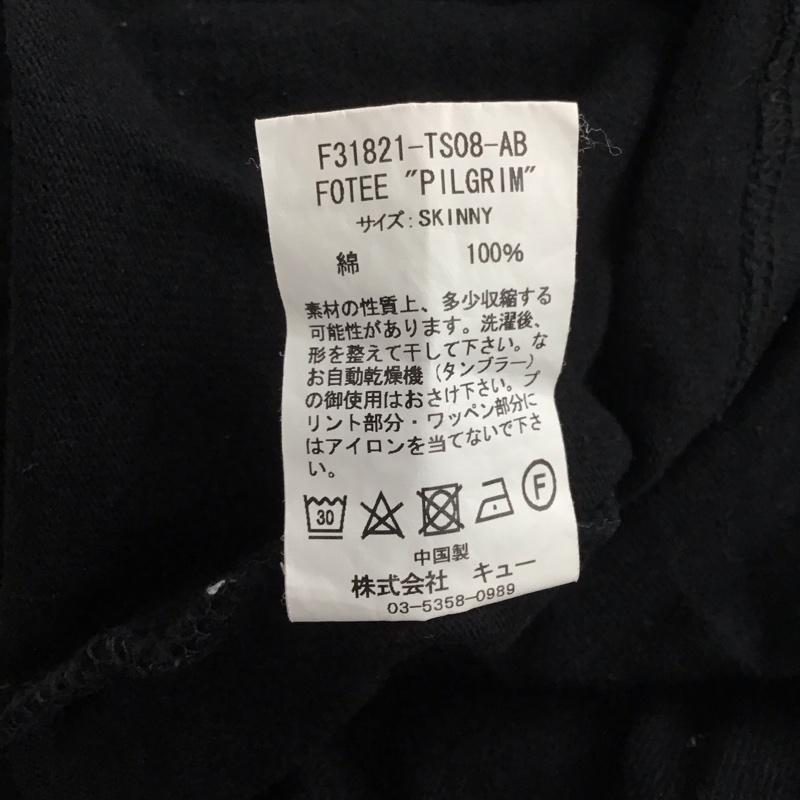 F31821-TS08-AB
FOTEE "PILGRIM"
サイズ: SKINNY
綿 100%
素材の性質上、多少収縮する
可能性があります。洗濯後、
形を整えて干して下さい。な
お自動乾燥機(タンブラー)
の御使用はおさけ下さい。プ
リント部分・ワッペン部分に
はアイロンを当てないで下さ
い。
30
F
中国製
株式会社 キュー
03-5358-0989